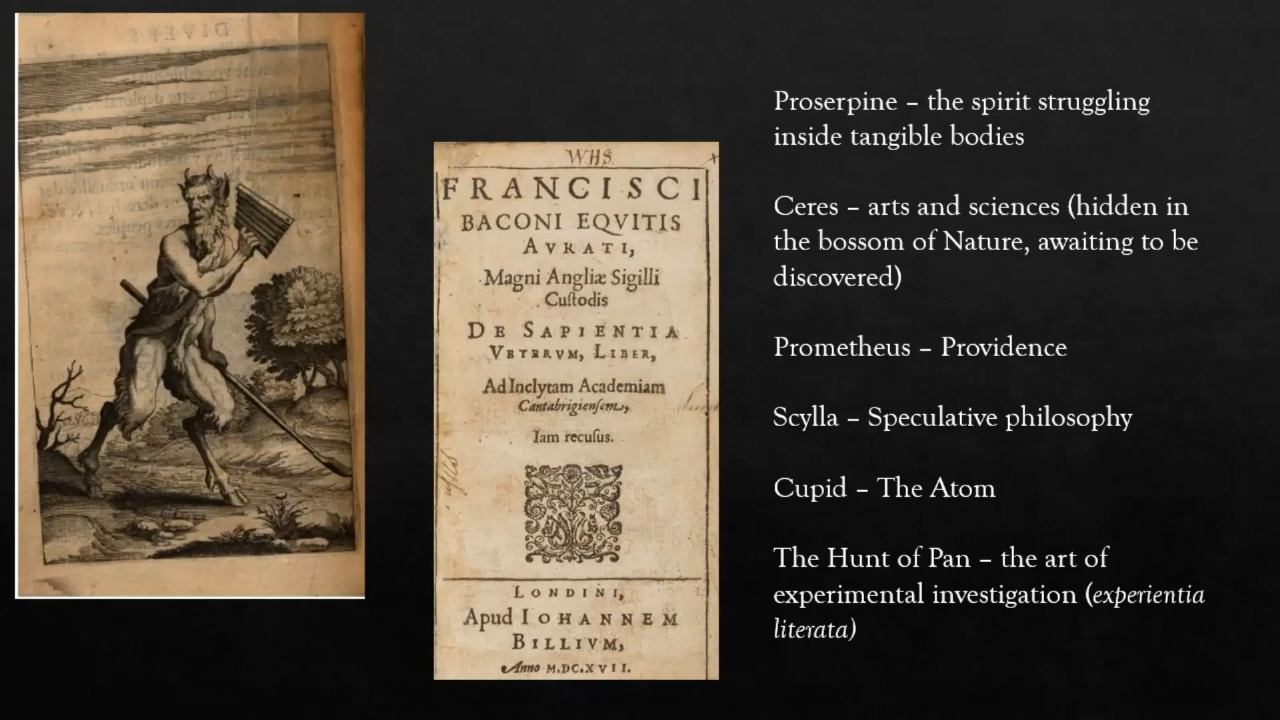 DIVERS
WHS.
FRANCISCI
BACONI EQVITIS
AVRATI,
Magni Angliæ Sigilli
Cuſtodis
DE SAPIENTIA
VETERVM, LIBER,
Ad Inclytam Academiam
Cantabrigienſem,
Iam recuſus.
LONDINI,
Apud IOHANNEM
BILLIVM,
Anno M.DC.XVII.
Proserpine – the spirit struggling
inside tangible bodies
Ceres – arts and sciences (hidden in
the bossom of Nature, awaiting to be
discovered)
Prometheus – Providence
Scylla – Speculative philosophy
Cupid – The Atom
The Hunt of Pan – the art of
experimental investigation (experientia
literata)